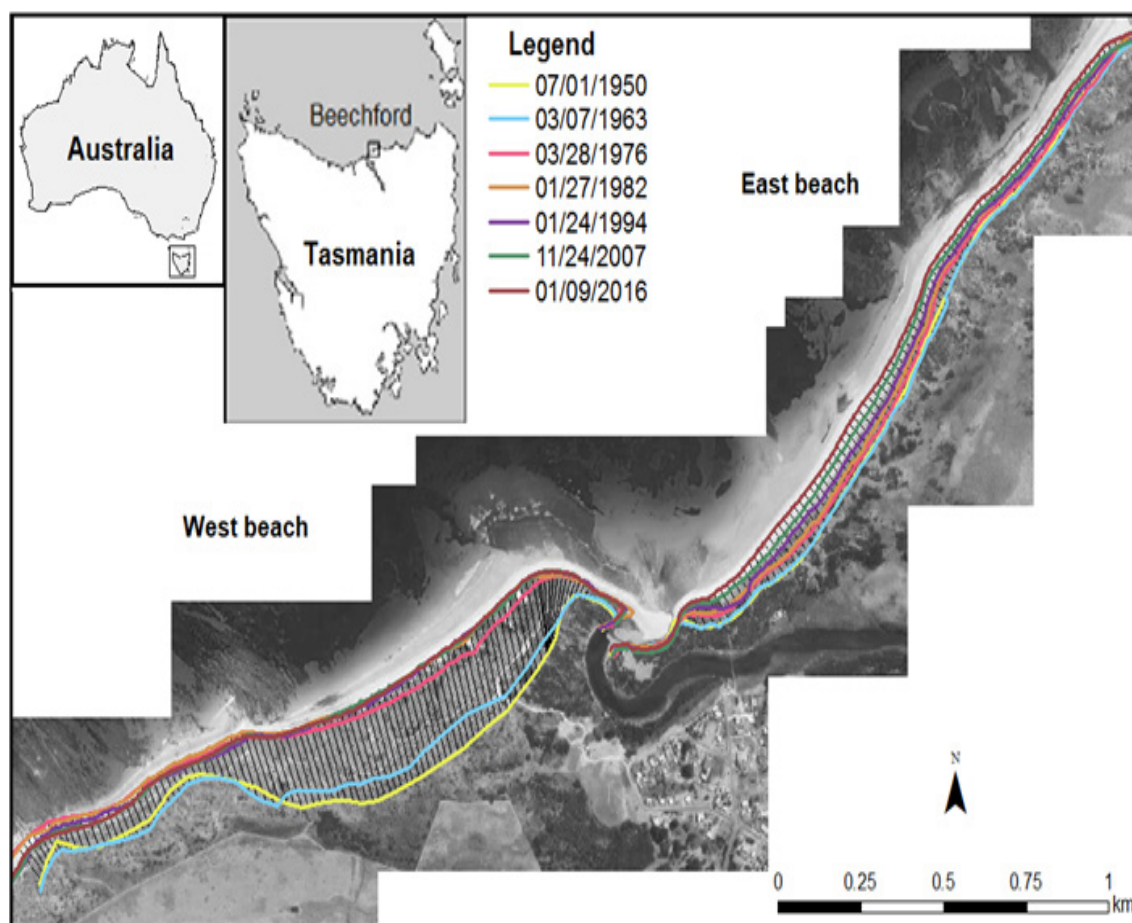 Australia
Beechford
Tasmania
Legend
07/01/1950
03/07/1963
03/28/1976
01/27/1982
01/24/1994
11/24/2007
01/09/2016
East beach
West beach
N
0 0.25 0.5 0.75 1
km